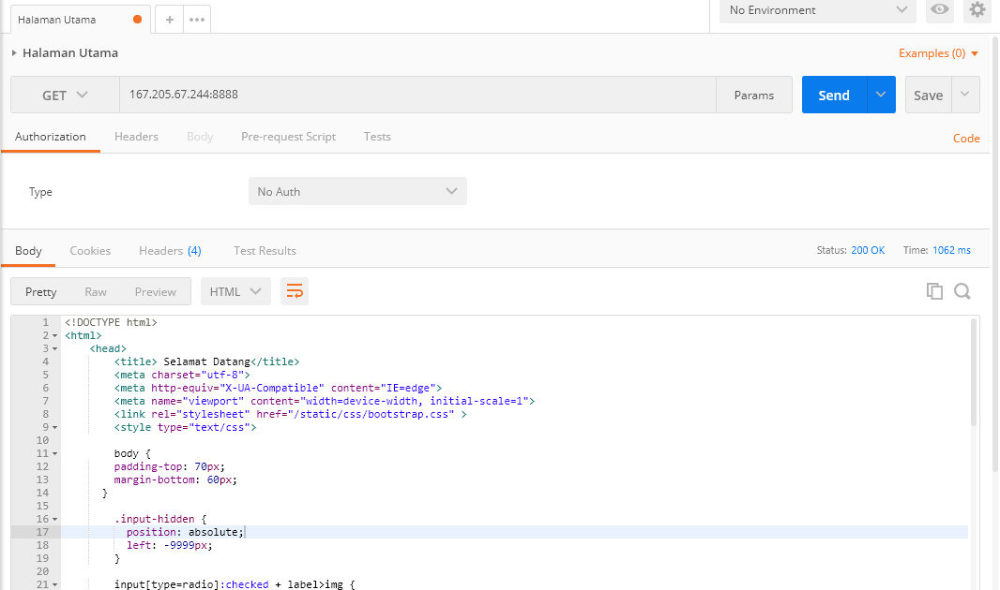 Halaman Utama
+
•••
No Environment
Halaman Utama
Examples (0)
GET
167.205.67.244:8888
Params
Send
Save
Authorization
Headers
Body
Pre-request Script
Tests
Code
Type
No Auth
Body
Cookies
Headers (4)
Test Results
Status: 200 OK
Time: 1062 ms
Pretty
Raw
Preview
HTML
1 <!DOCTYPE html>
2 <html>
3 <head>
4 <title> Selamat Datang</title>
5 <meta charset="utf-8">
6 <meta http-equiv="X-UA-Compatible" content="IE=edge">
7 <meta name="viewport" content="width=device-width, initial-scale=1">
8 <link rel="stylesheet" href="/static/css/bootstrap.css" >
9 <style type="text/css">
10
11 body {
12 padding-top: 70px;
13 margin-bottom: 60px;
14 }
15
16 .input-hidden {
17 position: absolute;
18 left: -9999px;
19 }
20
21 input[type=radio]:checked + label>img {